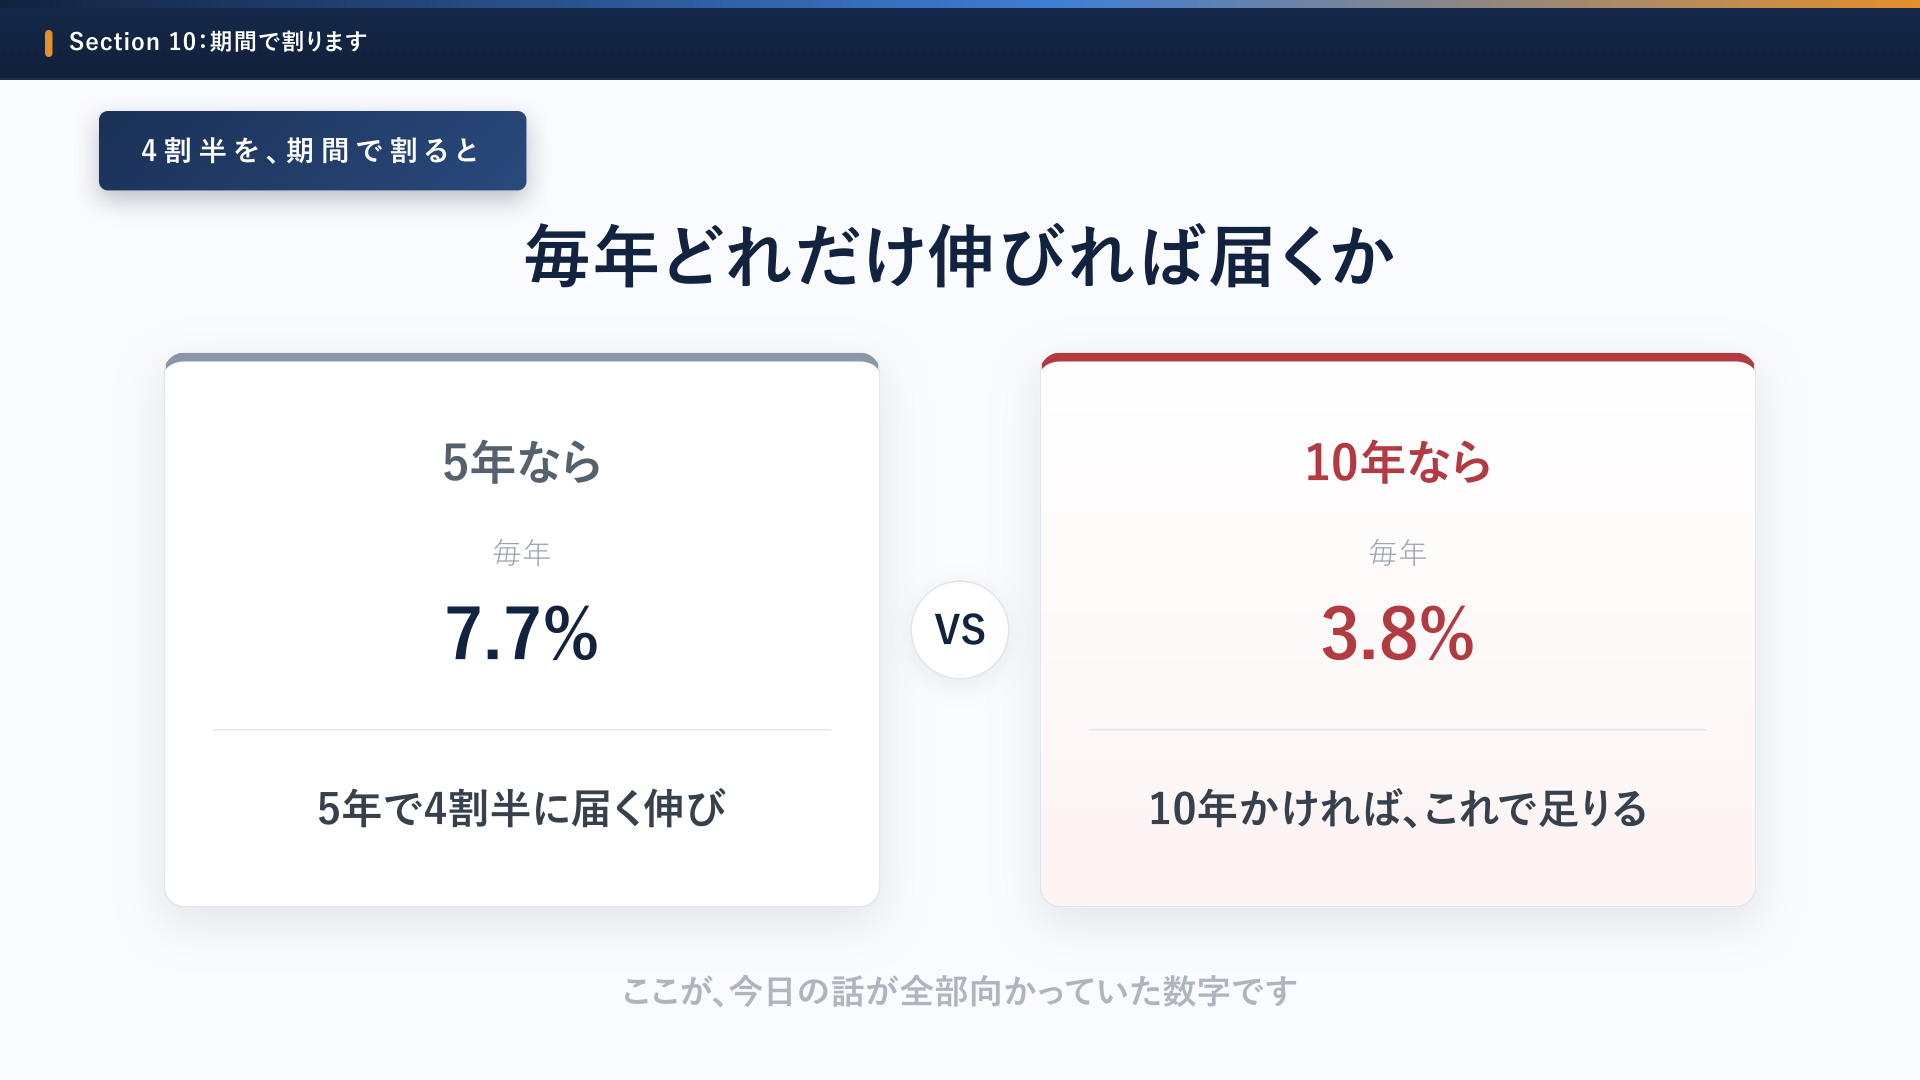 Section 10：期間で割ります
4割半を、期間で割ると
毎年どれだけ伸びれば届くか
5年なら
毎年
7.7%
5年で4割半に届く伸び
VS
10年なら
毎年
3.8%
10年かければ、これで足りる
ここが、今日の話が全部向かっていた数字です